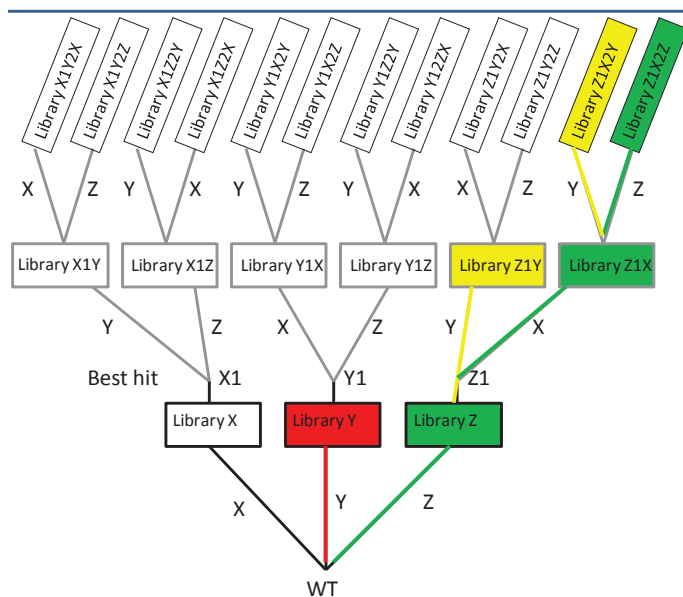 Library X1Y2X
Library X1Y2Z
Library X1Z2Y
Library X1Z2X
Library Y1X2Y
Library Y1X2Z
Library Y1Z2Y
Library Y12ZX
Library Z1Y2X
Library Z1Y2Z
Library Z1X2Y
Library Z1X2Z
X Z Y X Y Z Y X X Z Y Z
Library X1Y Library X1Z Library Y1X Library Y1Z Library Z1Y Library Z1X
Y Z X Z Y X
Best hit X1 Y1 Z1
Library X Library Y Library Z
X Y Z
WT